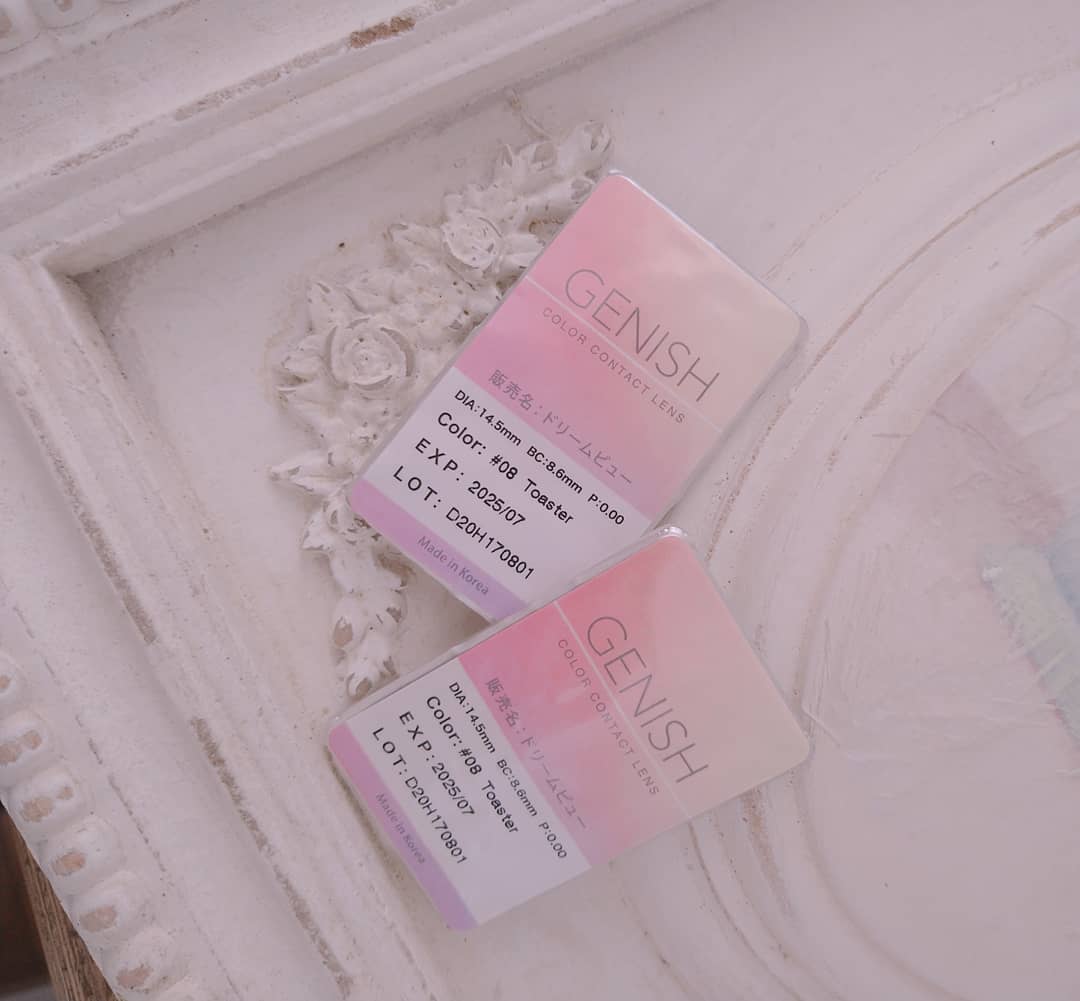 GENISH
COLOR CONTACT LENS
販売名：ドリームビュー
DIA:14.5mm BC:8.6mm P:0.00
Color: #08 Toaster
EXP: 2025/07
LOT: D20H170801
Made in Korea
GENISH
COLOR CONTACT LENS
販売名：ドリームビュー
DIA:14.5mm BC:8.6mm P:0.00
Color: #08 Toaster
EXP: 2025/07
LOT: D20H170801
Made in Korea